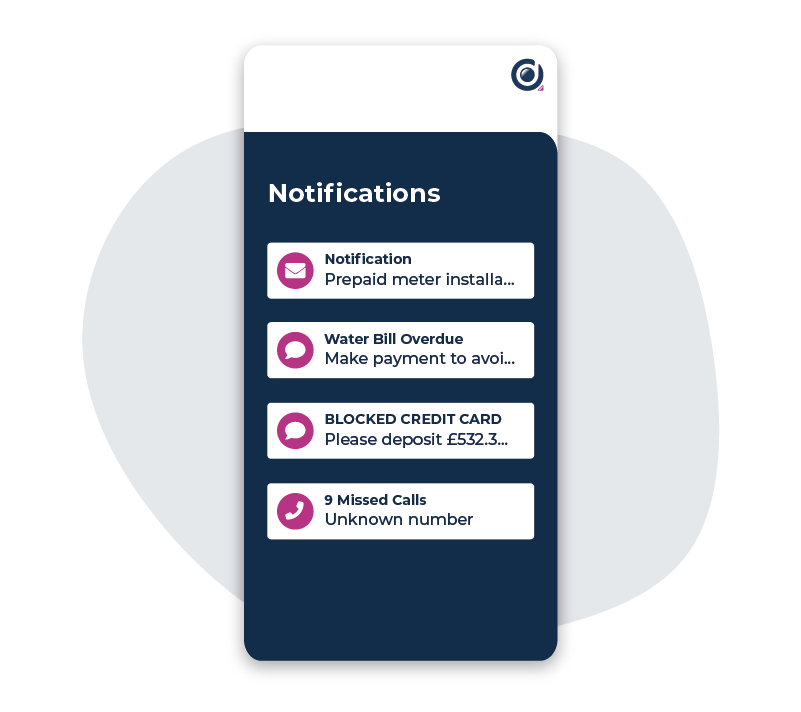 Notifications
Notification
Prepaid meter installa...
Water Bill Overdue
Make payment to avoi...
BLOCKED CREDIT CARD
Please deposit £532.3...
9 Missed Calls
Unknown number